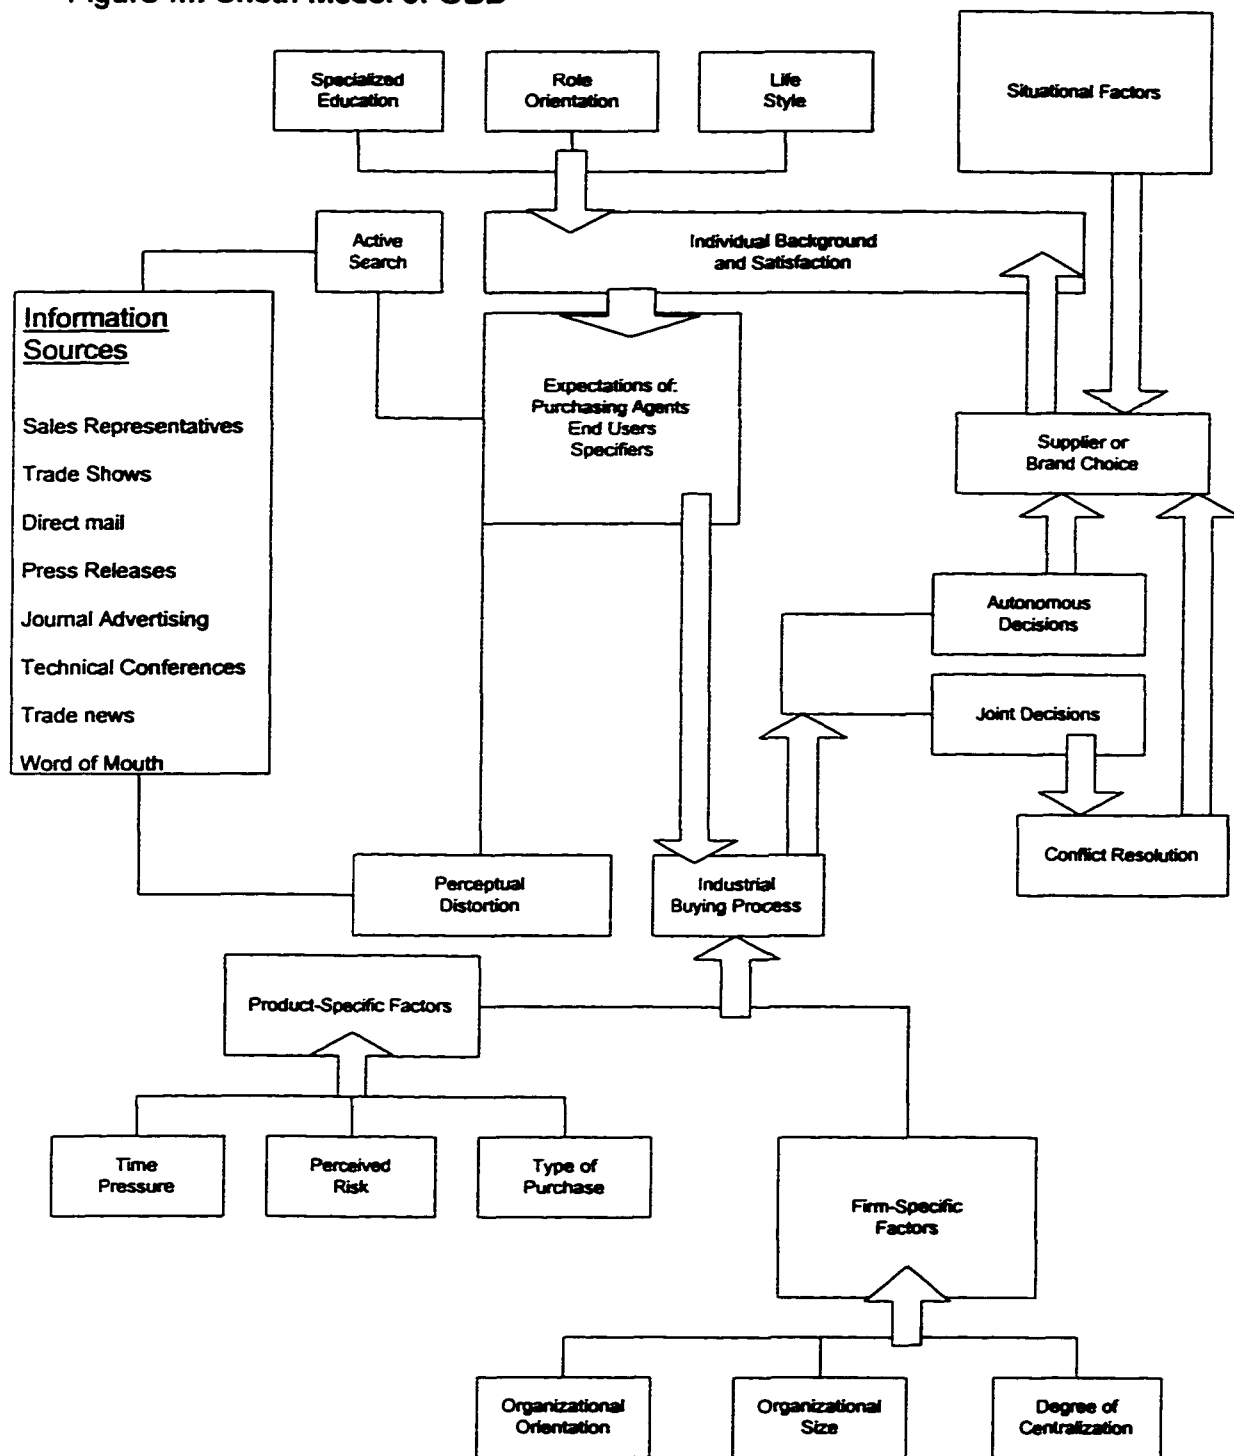 Specialized
Education
Role
Orientation
Life
Style
Situational Factors
Active
Search
Individual Background
and Satisfaction
Information
Sources
Sales Representatives
Trade Shows
Direct mail
Press Releases
Journal Advertising
Technical Conferences
Trade news
Word of Mouth
Expectations of:
Purchasing Agents
End Users
Specifiers
Supplier or
Brand Choice
Autonomous
Decisions
Joint Decisions
Conflict Resolution
Perceptual
Distortion
Industrial
Buying Process
Product-Specific Factors
Time
Pressure
Perceived
Risk
Type of
Purchase
Firm-Specific
Factors
Organizational
Orientation
Organizational
Size
Degree of
Centralization